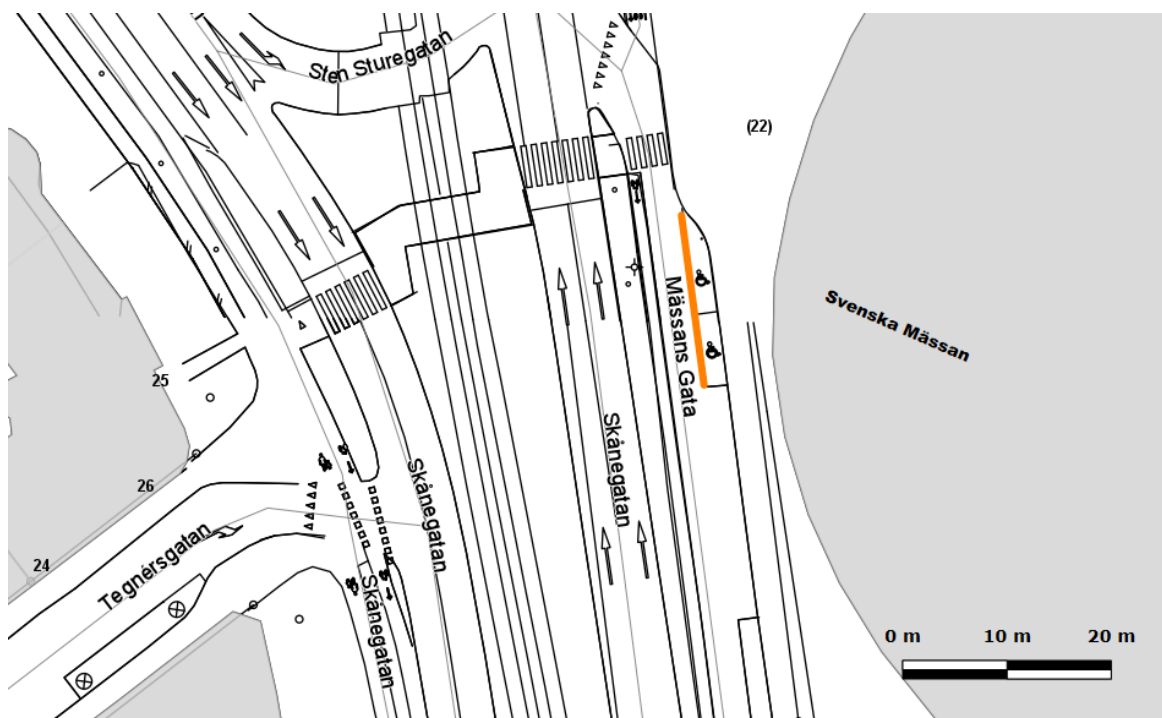 Sten Sturegatan
(22)
Svenska Mässan
Mässans Gata
25
Skånegatan
Skånegatan
26
24
Tegnérsgatan
Skånegatan
0 m 10 m 20 m